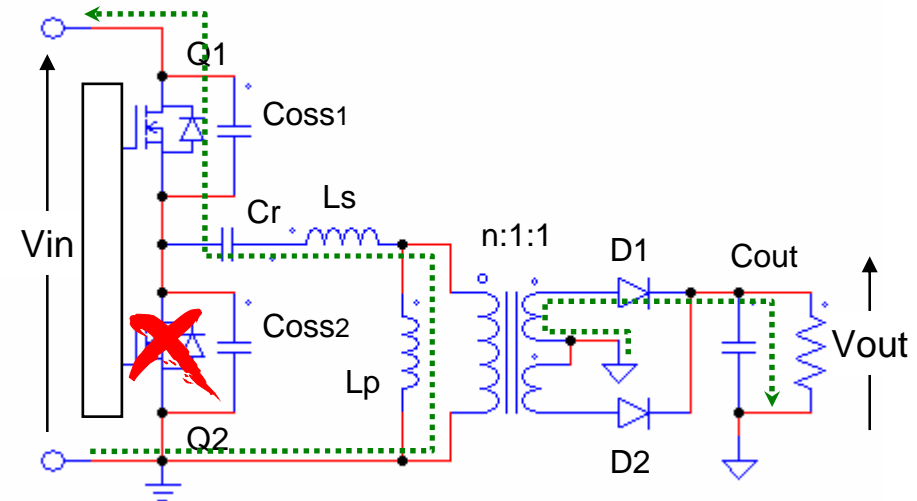 Q1
Coss1
Cr
Ls
n:1:1
D1
Cout
Vin
Coss2
Lp
Vout
Q2
D2